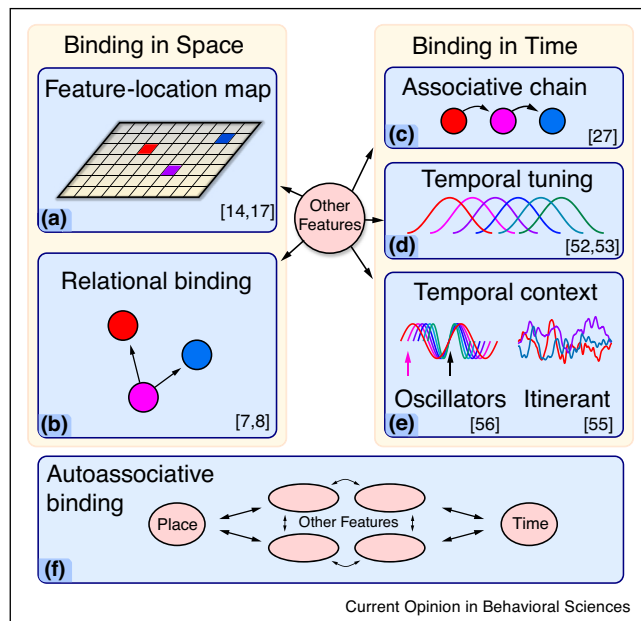 Binding in Space
Feature-location map
(a)
[14,17]
Relational binding
(b)
[7,8]
Other
Features
Binding in Time
Associative chain
(c)
[27]
Temporal tuning
(d)
[52,53]
Temporal context
Oscillators
Itinerant
(e)
[56]
[55]
Autoassociative
binding
Place
Other Features
Time
(f)
Current Opinion in Behavioral Sciences